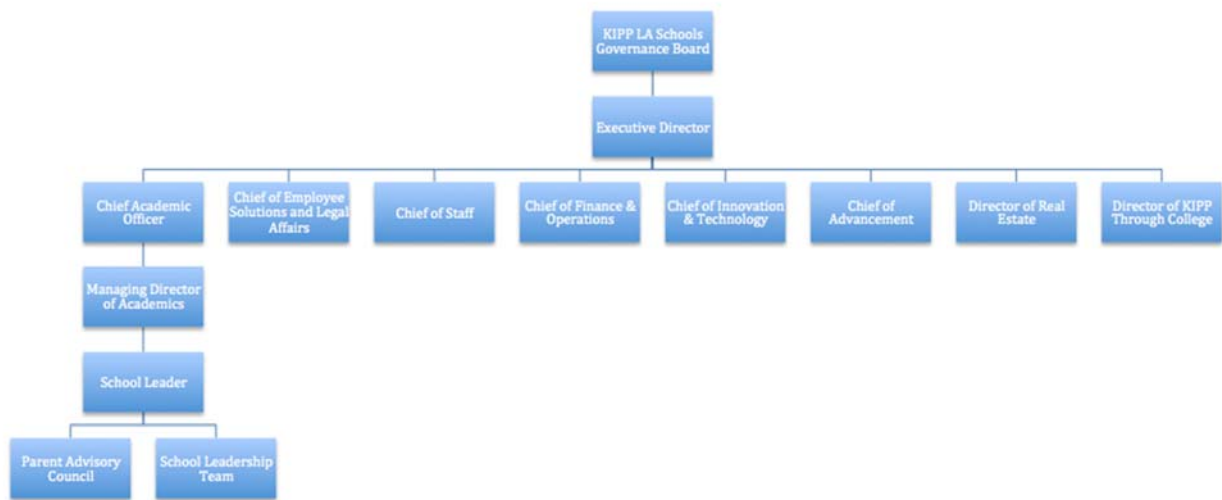 KIPP LA Schools
Governance Board
Executive Director
Chief Academic
Officer
Chief of Employee
Solutions and Legal
Affairs
Chief of Staff
Chief of Finance &
Operations
Chief of Innovation
& Technology
Chief of
Advancement
Director of Real
Estate
Director of KIPP
Through College
Managing Director
of Academics
School Leader
Parent Advisory
Council
School Leadership
Team